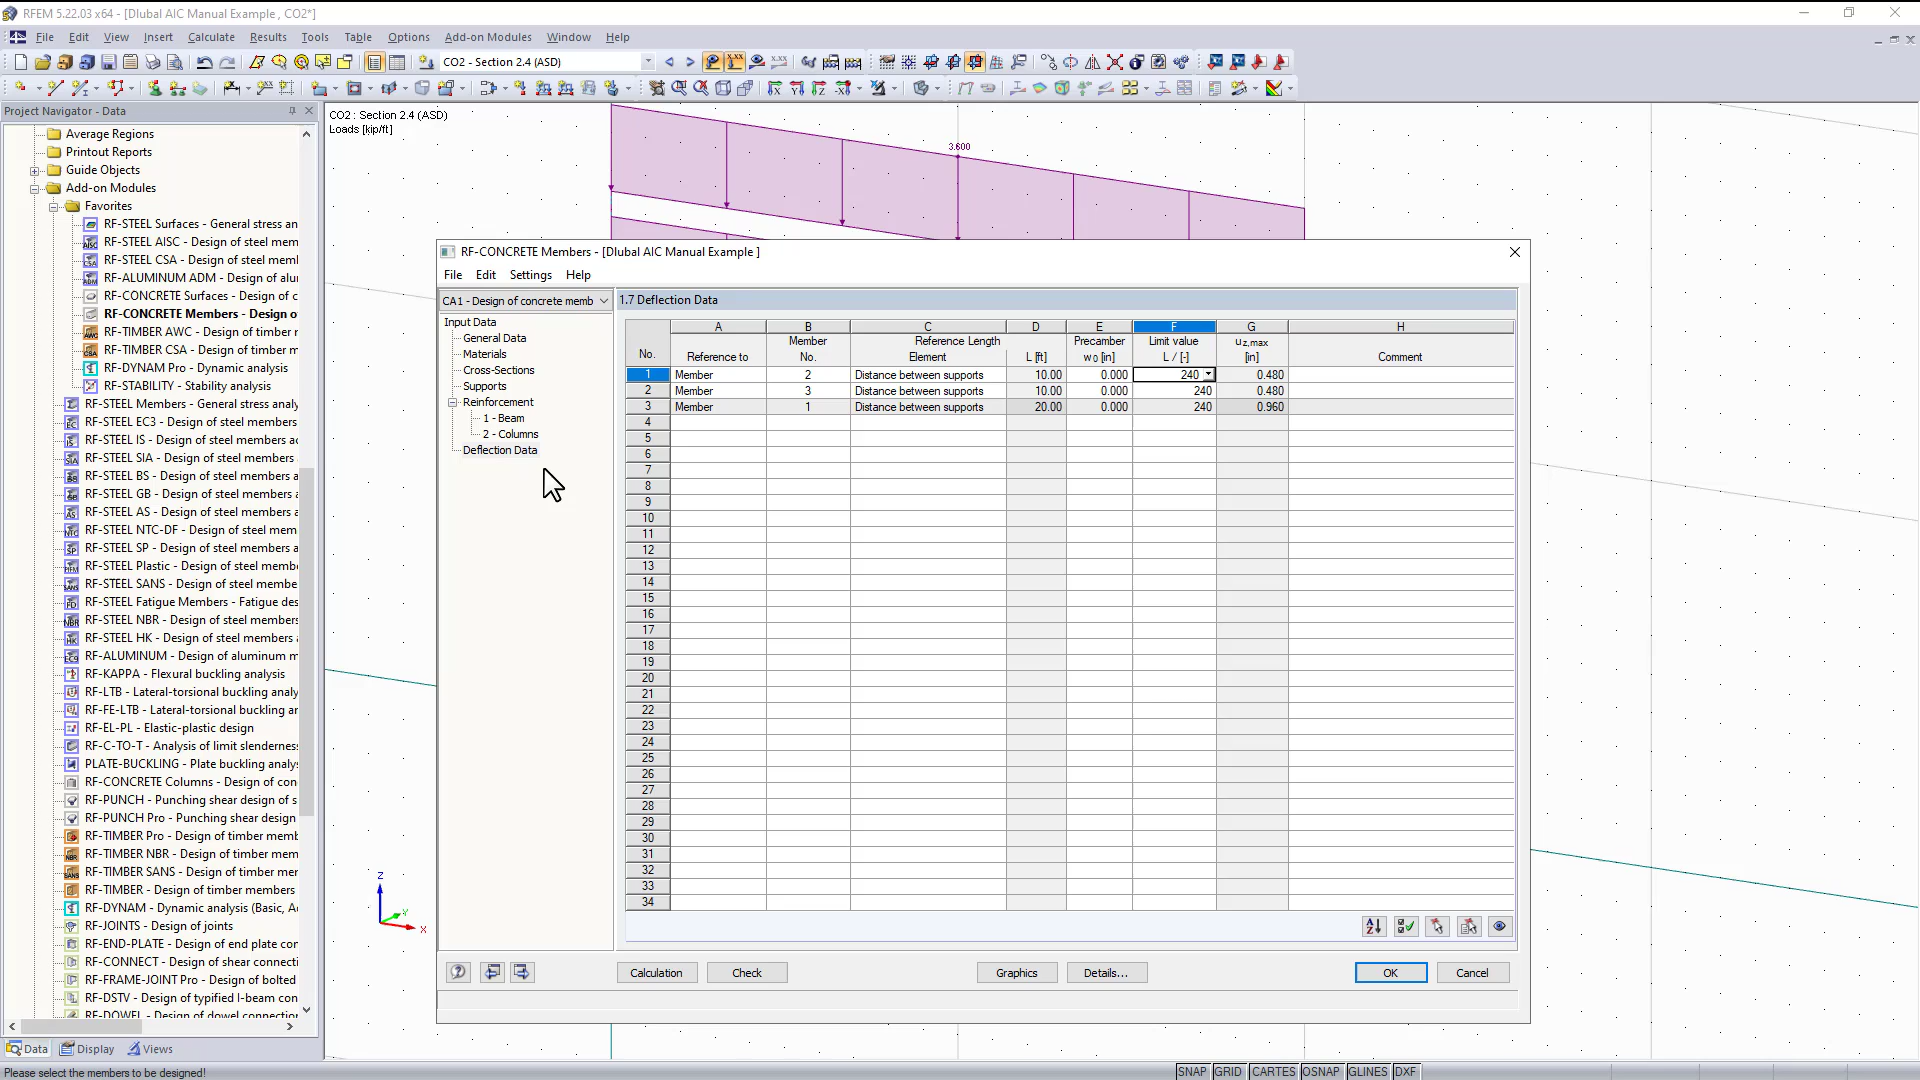 RFEM 5.22.03 x64 - [Dlubal AIC Manual Example , CO2*]
File Edit View Insert Calculate Results Tools Table Options Add-on Modules Window Help
CO2 - Section 2.4 (ASD)
Project Navigator - Data
Average Regions
Printout Reports
Guide Objects
Add-on Modules
Favorites
RF-STEEL Surfaces - General stress an
RF-STEEL AISC - Design of steel mem
RF-STEEL CSA - Design of steel memb
RF-ALUMINUM ADM - Design of alum
RF-CONCRETE Surfaces - Design of c
RF-CONCRETE Members - Design o
RF-TIMBER AWC - Design of timber r
RF-TIMBER CSA - Design of timber m
RF-DYNAM Pro - Dynamic analysis
RF-STABILITY - Stability analysis
RF-STEEL Members - General stress analy
RF-STEEL EC3 - Design of steel members a
RF-STEEL AISC - Design of steel members
RF-STEEL IS - Design of steel members ac
RF-STEEL SIA - Design of steel members
RF-STEEL BS - Design of steel members a
RF-STEEL GB - Design of steel members a
RF-STEEL AS - Design of steel members a
RF-STEEL NTC-DF - Design of steel mem
RF-STEEL SP - Design of steel members a
RF-STEEL Plastic - Design of steel membe
RF-STEEL SANS - Design of steel member
RF-STEEL Fatigue Members - Fatigue des
RF-STEEL NBR - Design of steel members
RF-STEEL HK - Design of steel members
RF-ALUMINUM - Design of aluminum m
RF-KAPPA - Flexural buckling analysis
RF-LTB - Lateral-torsional buckling analy
RF-FE-LTB - Lateral-torsional buckling ar
RF-EL-PL - Elastic-plastic design
RF-C-TO-T - Analysis of limit slenderness
PLATE-BUCKLING - Plate buckling analys
RF-CONCRETE Columns - Design of con
RF-PUNCH - Punching shear design of s
RF-PUNCH Pro - Punching shear design
RF-TIMBER Pro - Design of timber memb
RF-TIMBER NBR - Design of timber mem
RF-TIMBER SANS - Design of timber mer
RF-TIMBER - Design of timber members
RF-DYNAM - Dynamic analysis (Basic, Ad
RF-JOINTS - Design of joints
RF-END-PLATE - Design of end plate con
RF-CONNECT - Design of shear connecti
RF-FRAME-JOINT Pro - Design of bolted
RF-DSTV - Design of typified I-beam con
RF-DOWEL - Design of dowel connection
Data Display Views
Please select the members to be designed!
CO2 : Section 2.4 (ASD)
Loads [kip/ft]
3.600
Z
Y
X
RF-CONCRETE Members - [Dlubal AIC Manual Example ]
File Edit Settings Help
CA1 - Design of concrete memb
Input Data
General Data
Materials
Cross-Sections
Supports
Reinforcement
1 - Beam
2 - Columns
Deflection Data
1.7 Deflection Data
A B C D E F G H
Member Reference Length Precamber Limit value uz,max
No. Reference to No. Element L [ft] w0 [in] L / [-] [in] Comment
1 Member 2 Distance between supports 10.00 0.000 240 0.480
2 Member 3 Distance between supports 10.00 0.000 240 0.480
3 Member 1 Distance between supports 20.00 0.000 240 0.960
4
5
6
7
8
9
10
11
12
13
14
15
16
17
18
19
20
21
22
23
24
25
26
27
28
29
30
31
32
33
34
Calculation Check Graphics Details... OK Cancel
SNAP GRID CARTES OSNAP GLINES DXF